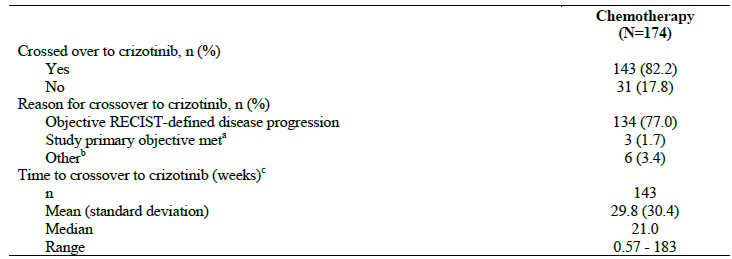 Chemotherapy
(N=174)
Crossed over to crizotinib, n (%)
Yes 143 (82.2)
No 31 (17.8)
Reason for crossover to crizotinib, n (%)
Objective RECIST-defined disease progression 134 (77.0)
Study primary objective metᵃ 3 (1.7)
Otherᵇ 6 (3.4)
Time to crossover to crizotinib (weeks)ᶜ
n 143
Mean (standard deviation) 29.8 (30.4)
Median 21.0
Range 0.57 - 183